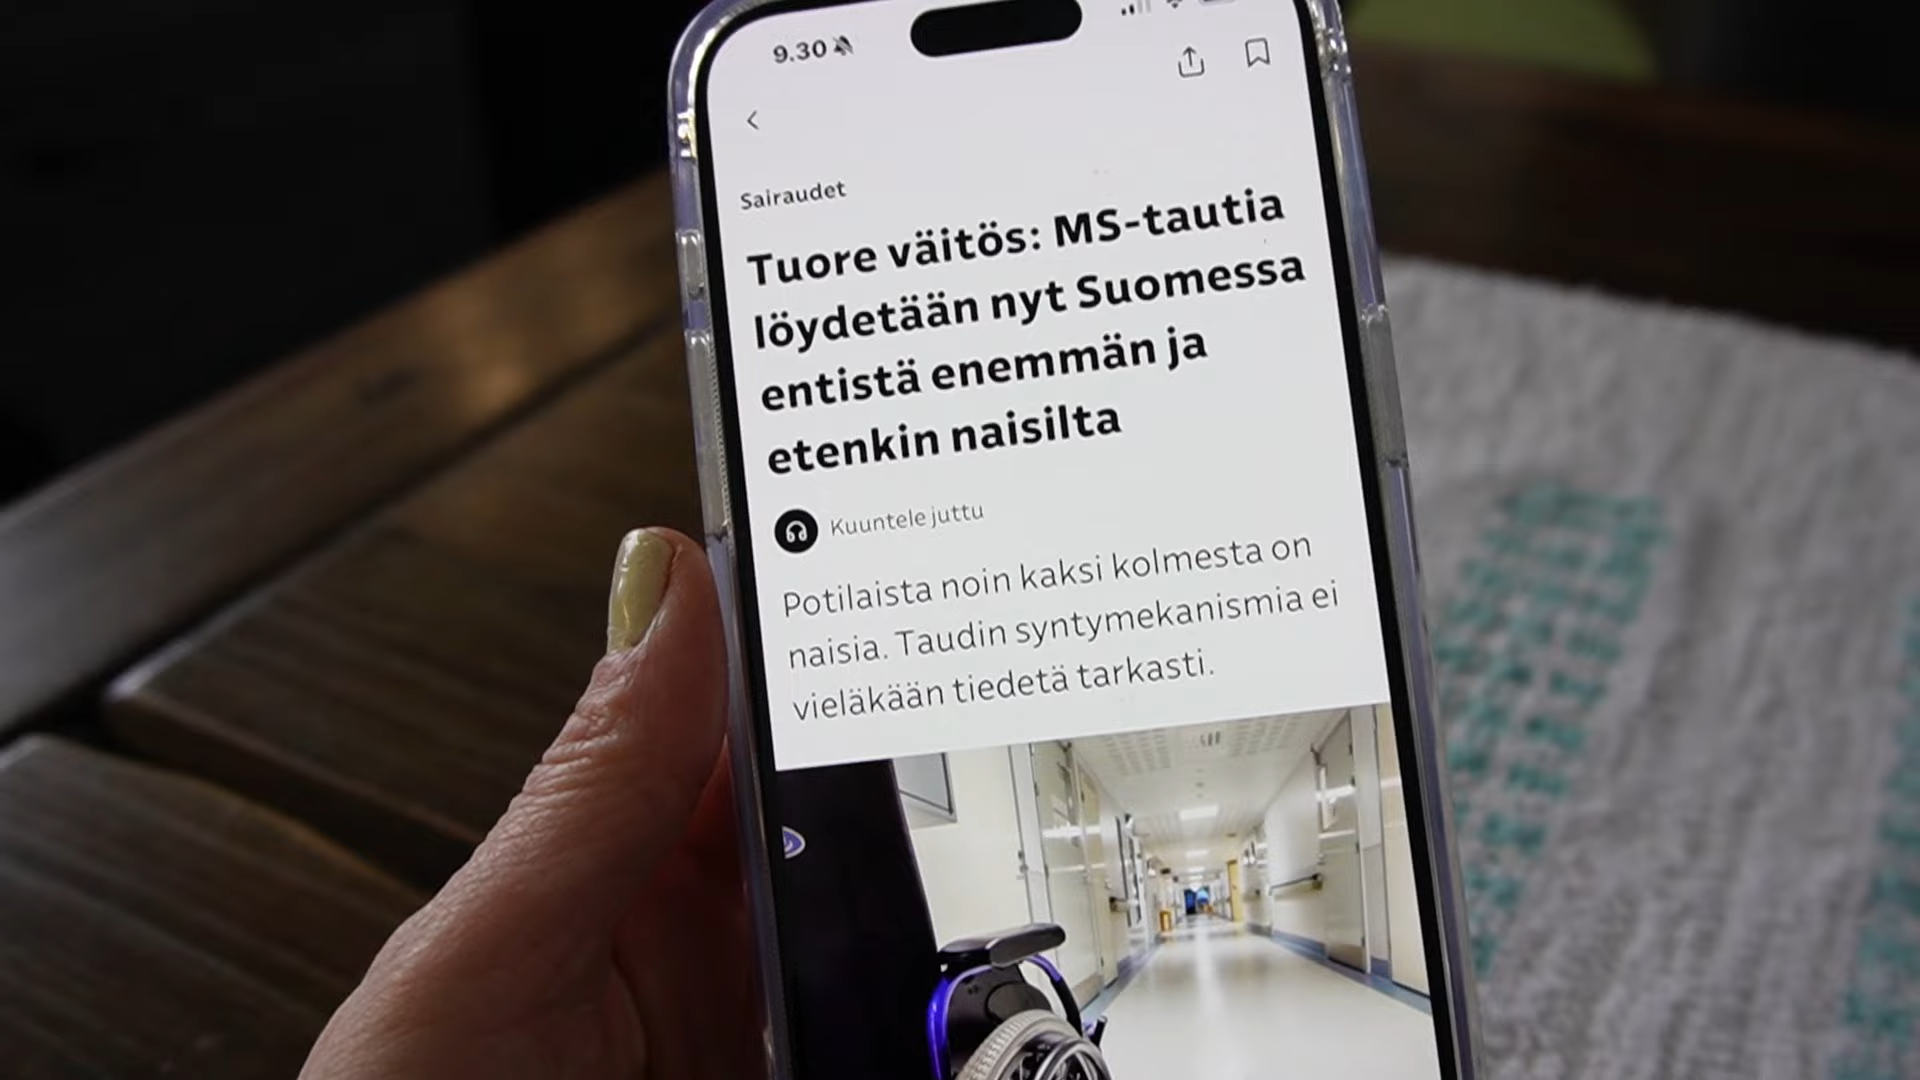 9.30
Sairaudet
Tuore väitös: MS-tautia
löydetään nyt Suomessa
entistä enemmän ja
etenkin naisilta
Kuuntele juttu
Potilaista noin kaksi kolmesta on
naisia. Taudin syntymekanismia ei
vieläkään tiedetä tarkasti.